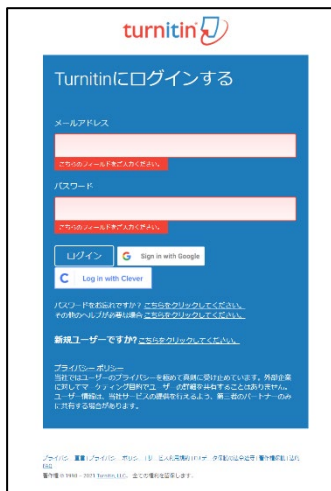 turnitin
Turnitinにログインする
メールアドレス
こちらのフィールドをご入力ください。
パスワード
こちらのフィールドをご入力ください。
ログイン
Sign in with Google
Log in with Clever
パスワードをお忘れですか? こちらをクリックしてください。
その他のヘルプが必要な場合 こちらをクリックしてください。
新規ユーザーですか? こちらをクリックしてください。
プライバシーポリシー
当社ではユーザーのプライバシーを極めて真剣に受け止めています。外部企業
に対してマーケティング目的でユーザーの詳細を共有することはありません。
ユーザー情報は、当社サービスの提供を行えるよう、第三者のパートナーのみ
に共有する場合があります。
著作権 © 1998 – 2021 Turnitin, LLC。 全ての権利を留保します。